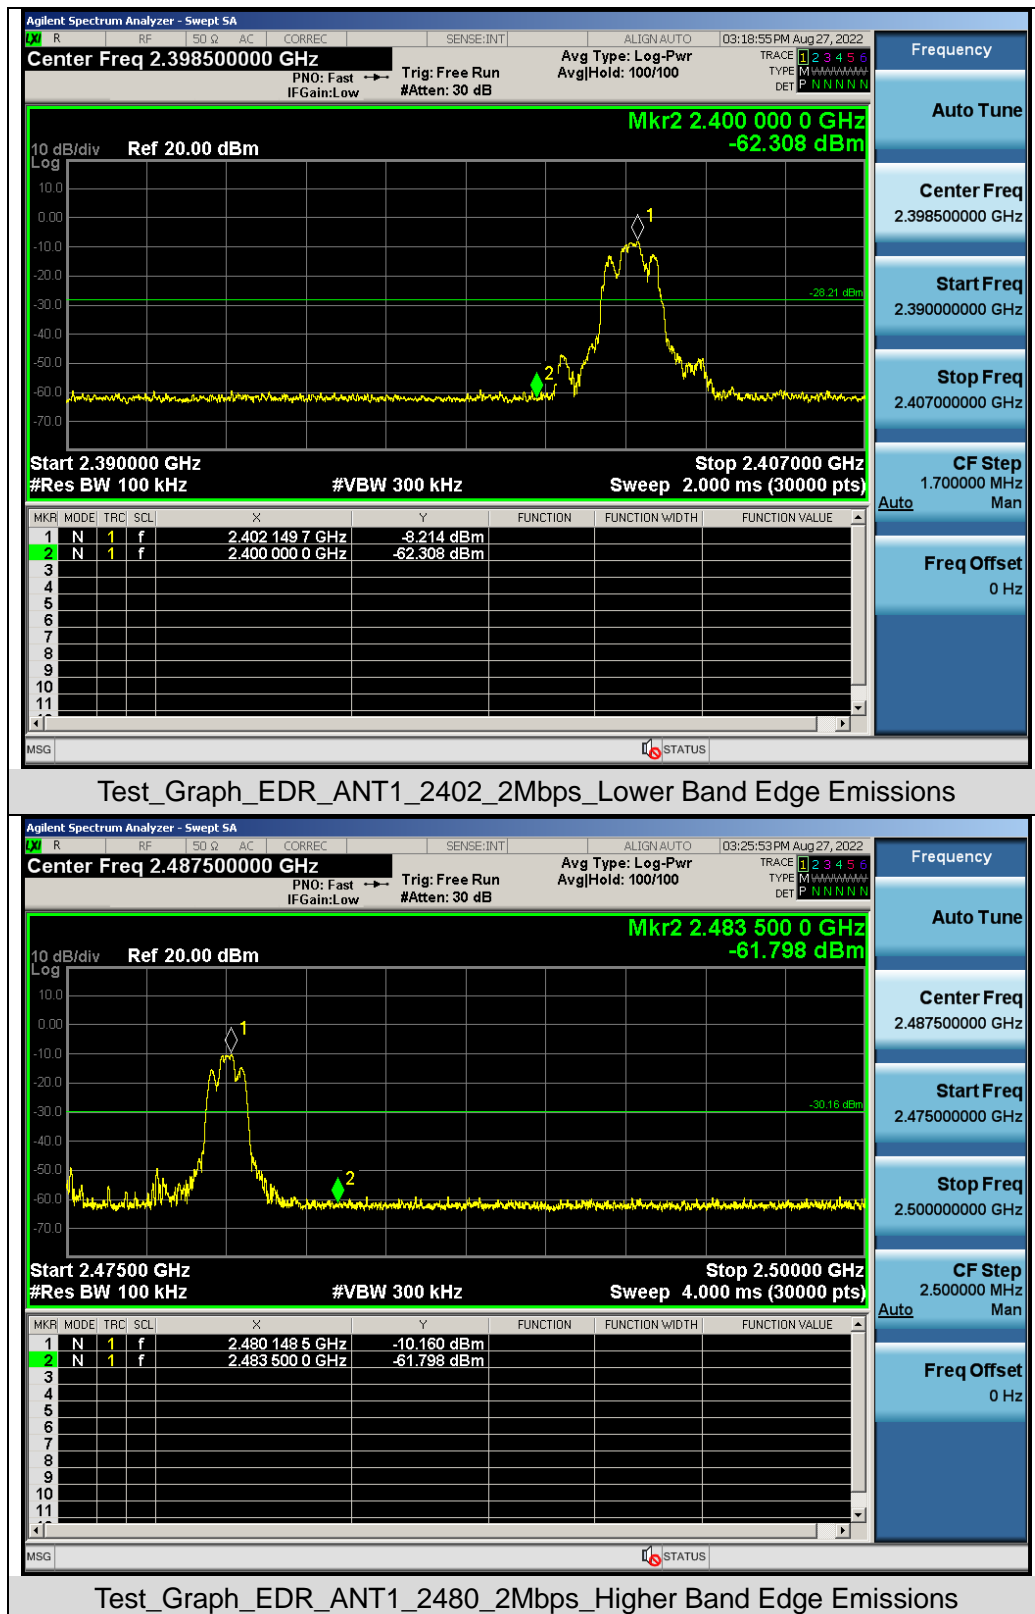 Agilent Spectrum Analyzer - Swept SA
LXI R RF 50 Ω AC CORREC SENSE:INT ALIGN AUTO 03:18:55 PM Aug 27, 2022
Center Freq 2.398500000 GHz
PNO: Fast
IFGain:Low
Trig: Free Run
#Atten: 30 dB
Avg Type: Log-Pwr
Avg|Hold: 100/100
TRACE 1 2 3 4 5 6
TYPE M WWWWW
DET P N N N N N
Frequency
Auto Tune
Center Freq
2.398500000 GHz
Start Freq
2.390000000 GHz
Stop Freq
2.407000000 GHz
CF Step
1.700000 MHz
Auto Man
Freq Offset
0 Hz
Mkr2 2.400 000 0 GHz
-62.308 dBm
10 dB/div Ref 20.00 dBm
Log
10.0
0.00
-10.0
-20.0
-30.0
-40.0
-50.0
-60.0
-70.0
1
2
-28.21 dBm
Start 2.390000 GHz Stop 2.407000 GHz
#Res BW 100 kHz #VBW 300 kHz Sweep 2.000 ms (30000 pts)
MKR MODE TRC SCL X Y FUNCTION FUNCTION WIDTH FUNCTION VALUE
1 N 1 f 2.402 149 7 GHz -8.214 dBm
2 N 1 f 2.400 000 0 GHz -62.308 dBm
3
4
5
6
7
8
9
10
11
MSG STATUS
Test_Graph_EDR_ANT1_2402_2Mbps_Lower Band Edge Emissions
Agilent Spectrum Analyzer - Swept SA
LXI R RF 50 Ω AC CORREC SENSE:INT ALIGN AUTO 03:25:53 PM Aug 27, 2022
Center Freq 2.487500000 GHz
PNO: Fast
IFGain:Low
Trig: Free Run
#Atten: 30 dB
Avg Type: Log-Pwr
Avg|Hold: 100/100
TRACE 1 2 3 4 5 6
TYPE M WWWWW
DET P N N N N N
Frequency
Auto Tune
Center Freq
2.487500000 GHz
Start Freq
2.475000000 GHz
Stop Freq
2.500000000 GHz
CF Step
2.500000 MHz
Auto Man
Freq Offset
0 Hz
Mkr2 2.483 500 0 GHz
-61.798 dBm
10 dB/div Ref 20.00 dBm
Log
10.0
0.00
-10.0
-20.0
-30.0
-40.0
-50.0
-60.0
-70.0
1
2
-30.16 dBm
Start 2.47500 GHz Stop 2.50000 GHz
#Res BW 100 kHz #VBW 300 kHz Sweep 4.000 ms (30000 pts)
MKR MODE TRC SCL X Y FUNCTION FUNCTION WIDTH FUNCTION VALUE
1 N 1 f 2.480 148 5 GHz -10.160 dBm
2 N 1 f 2.483 500 0 GHz -61.798 dBm
3
4
5
6
7
8
9
10
11
MSG STATUS
Test_Graph_EDR_ANT1_2480_2Mbps_Higher Band Edge Emissions